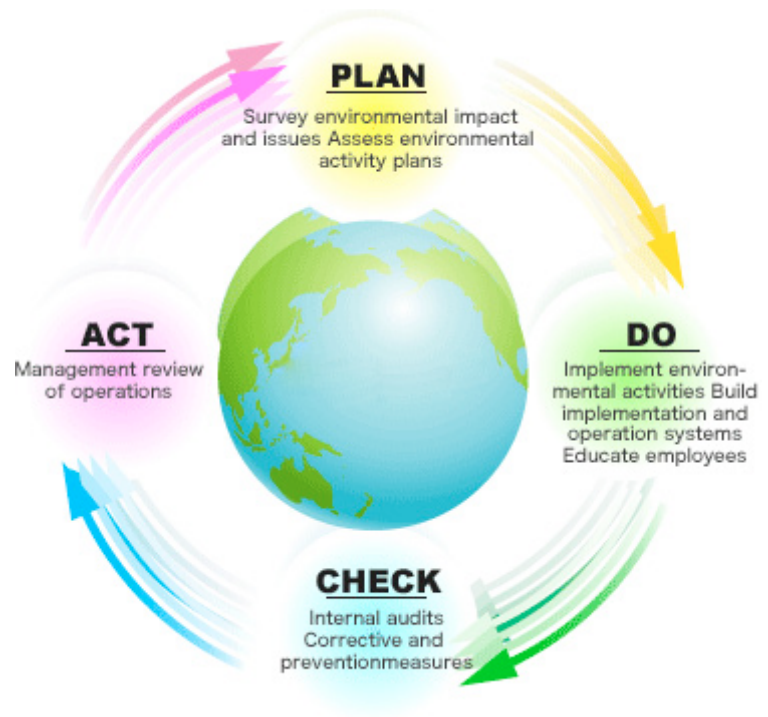 PLAN
Survey environmental impact
and issues Assess environmental
activity plans
ACT
Management review
of operations
DO
Implement environ-
mental activities Build
implementation and
operation systems
Educate employees
CHECK
Internal audits
Corrective and
preventionmeasures